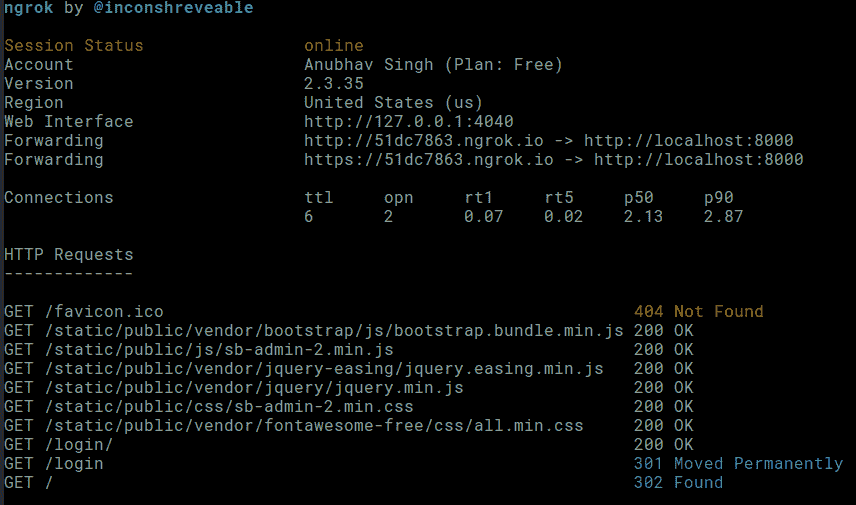 ngrok by @inconshreveable
Session Status online
Account Anubhav Singh (Plan: Free)
Version 2.3.35
Region United States (us)
Web Interface http://127.0.0.1:4040
Forwarding http://51dc7863.ngrok.io -> http://localhost:8000
Forwarding https://51dc7863.ngrok.io -> http://localhost:8000
Connections ttl opn rt1 rt5 p50 p90
6 2 0.07 0.02 2.13 2.87
HTTP Requests
-------------
GET /favicon.ico 404 Not Found
GET /static/public/vendor/bootstrap/js/bootstrap.bundle.min.js 200 OK
GET /static/public/js/sb-admin-2.min.js 200 OK
GET /static/public/vendor/jquery-easing/jquery.easing.min.js 200 OK
GET /static/public/vendor/jquery/jquery.min.js 200 OK
GET /static/public/css/sb-admin-2.min.css 200 OK
GET /static/public/vendor/fontawesome-free/css/all.min.css 200 OK
GET /login/ 200 OK
GET /login 301 Moved Permanently
GET / 302 Found